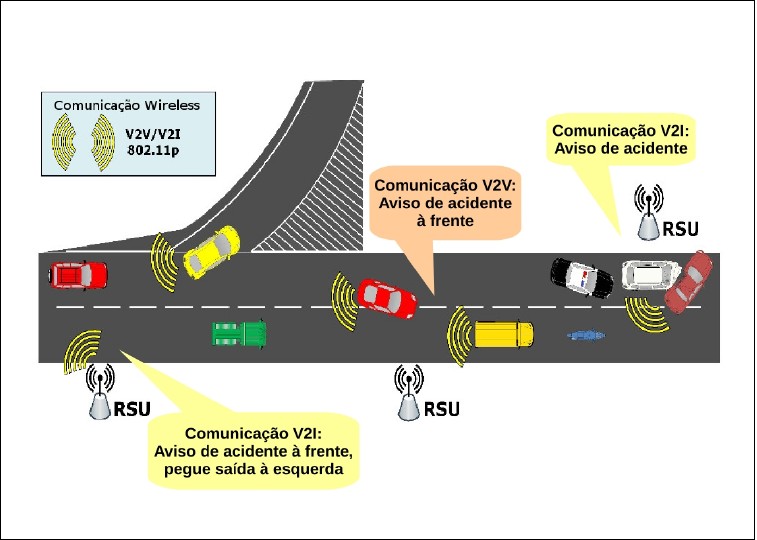 Comunicação Wireless
V2V/V2I
802.11p
Comunicação V2I:
Aviso de acidente
Comunicação V2V:
Aviso de acidente
à frente
RSU
RSU
RSU
Comunicação V2I:
Aviso de acidente à frente,
pegue saída à esquerda